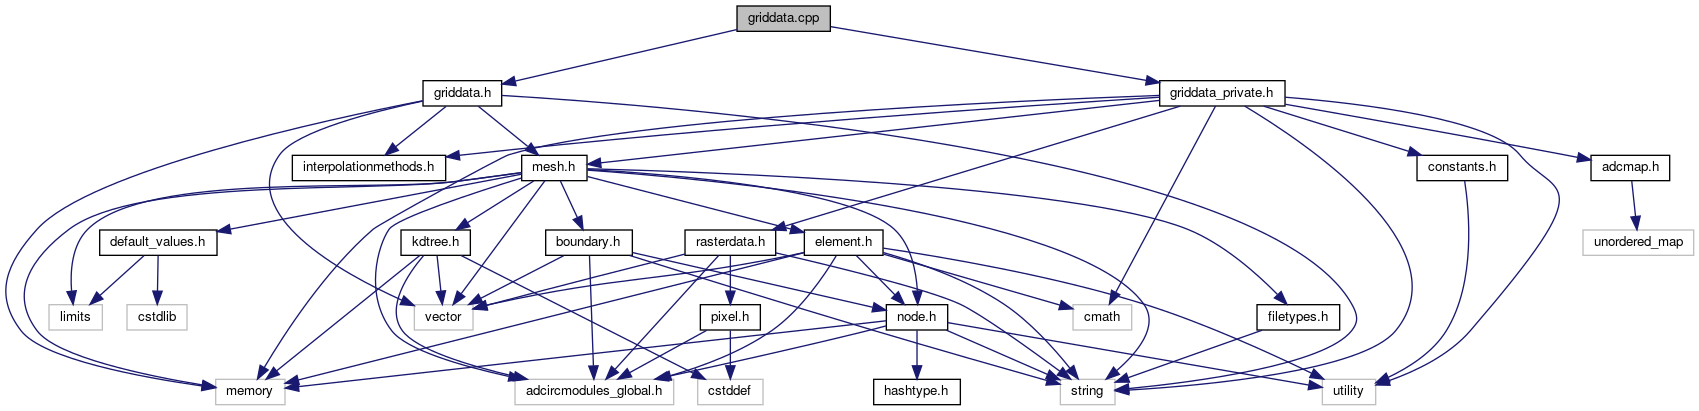 griddata.cpp
griddata.h
griddata_private.h
interpolationmethods.h
mesh.h
constants.h
adcmap.h
default_values.h
kdtree.h
boundary.h
rasterdata.h
element.h
unordered_map
limits
cstdlib
vector
pixel.h
node.h
cmath
filetypes.h
memory
adcircmodules_global.h
cstddef
hashtype.h
string
utility